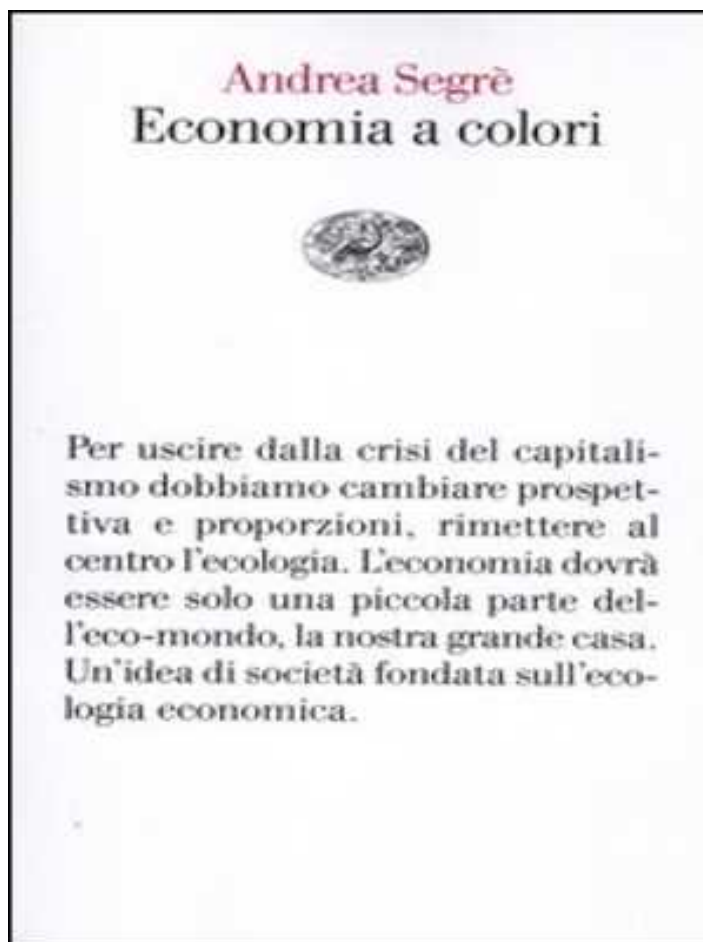 Andrea Segrè
Economia a colori
Per uscire dalla crisi del capitali-
smo dobbiamo cambiare prospet-
tiva e proporzioni, rimettere al
centro l'ecologia. L'economia dovrà
essere solo una piccola parte del-
l'eco-mondo, la nostra grande casa.
Un'idea di società fondata sull'eco-
logia economica.